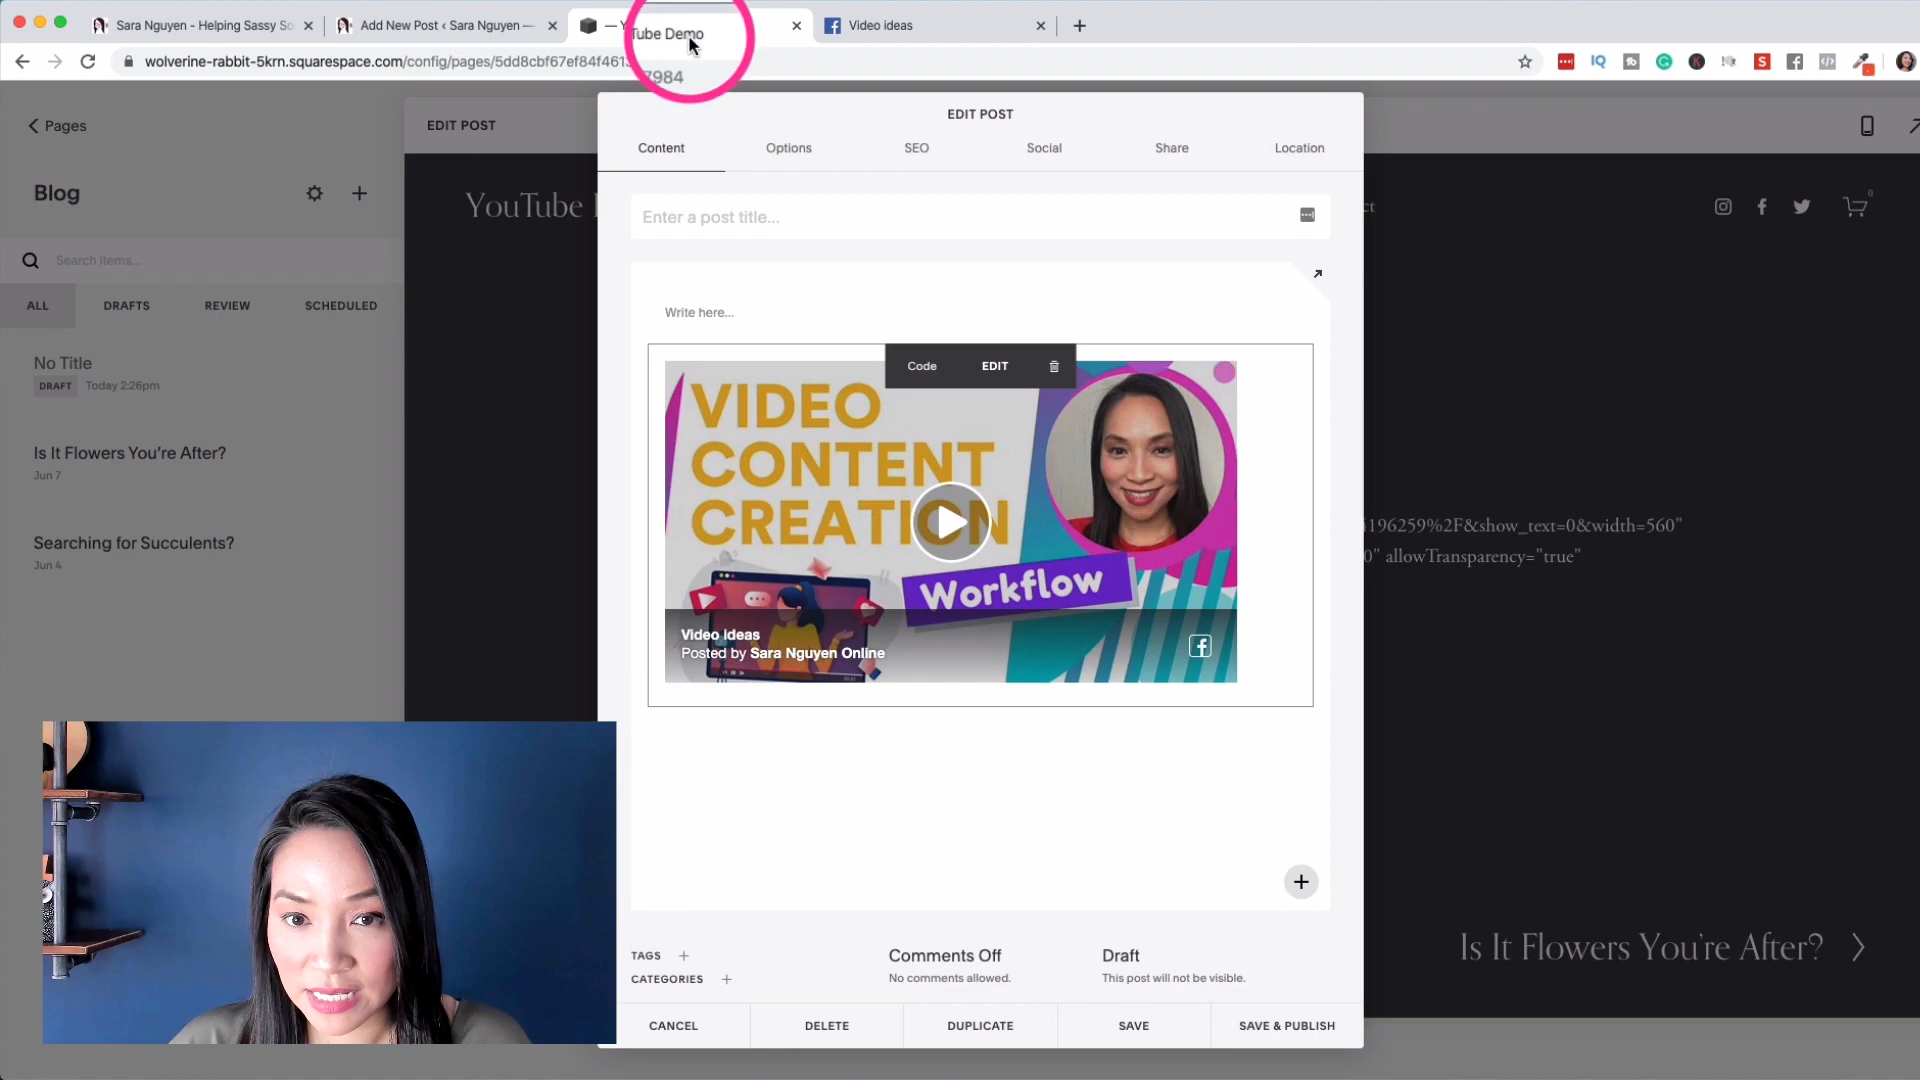 Sara Nguyen - Helping Sassy So
Add New Post ‹ Sara Nguyen —
— Y
Tube Demo
Video ideas
wolverine-rabbit-5krn.squarespace.com/config/pages/5dd8cbf67ef84f461
7984
Pages
EDIT POST
EDIT POST
Content
Options
SEO
Social
Share
Location
Blog
YouTube
ct
0
Enter a post title...
Search items...
ALL
DRAFTS
REVIEW
SCHEDULED
Write here...
No Title
DRAFT
Today 2:26pm
Code
EDIT
VIDEO
CONTENT
CREATION
Workflow
Is It Flowers You're After?
Jun 7
Searching for Succulents?
Jun 4
196259%2F&show_text=0&width=560"
0" allowTransparency="true"
Video ideas
Posted by Sara Nguyen Online
Is It Flowers You're After?
TAGS
CATEGORIES
Comments Off
No comments allowed.
Draft
This post will not be visible.
CANCEL
DELETE
DUPLICATE
SAVE
SAVE & PUBLISH